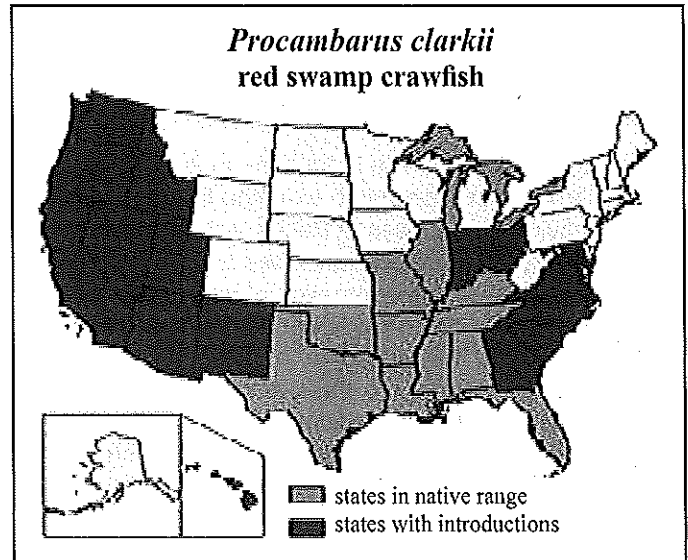 Procambarus clarkii
red swamp crawfish
states in native range
states with introductions